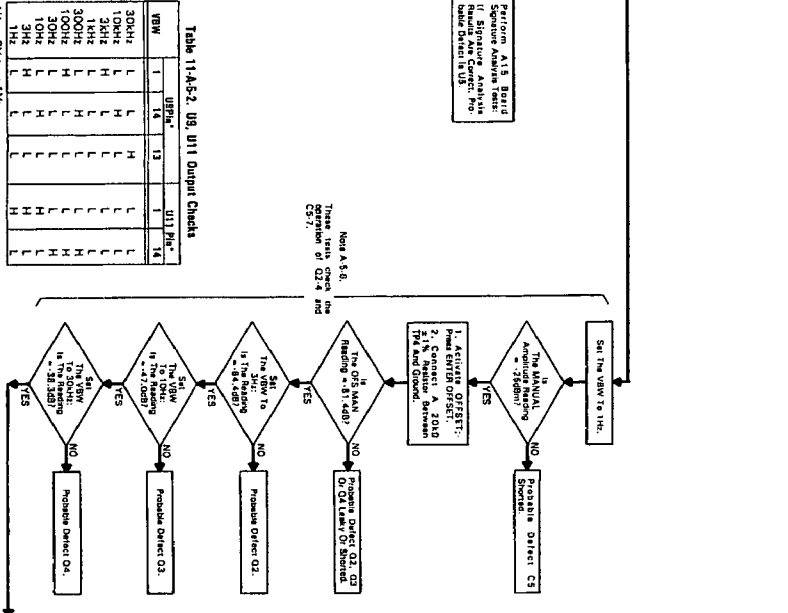 Perform A15 Board
Signature Analysis Tests:
If Signature Analysis
Results Are Correct, Pro-
bable Defect is U5.
Table 11-A-5-2. U9, U11 Output Checks
VBW U9Pin* U11 Pin*
1 14 13 1 14
30kHz L L H L L
10kHz L H L L L
3kHz H L L L L
1kHz L L L L L
300Hz L H L L H
100Hz H L L L H
30Hz L L L L H
10Hz L H L H L
3Hz H L L H L
1Hz L L L H L
Note A-5-6.
These tests check the
operation of Q2-4 and
C5-7.
Set The VBW To 1Hz.
Is
The MANUAL
Amplitude Reading
= -26dBm?
NO
Probable Defect C5
Shorted.
YES
1. Activate OFFSET;
Press ENTER OFFSET.
2. Connect A 20kΩ
±1% Resistor Between
TP4 And Ground.
Is
The OFS MAN
Reading = -81.4dB?
NO
Probable Defect Q2, Q3
Or Q4 Leaky Or Shorted.
YES
Set
The VBW To
3Hz:
Is The Reading
= -64.4dB?
NO
Probable Defect Q2.
YES
Set
The VBW
To 10Hz:
Is The Reading
= -47.0dB?
NO
Probable Defect Q3.
YES
Set
The VBW
To 30Hz:
Is The Reading
= -38.3dB?
NO
Probable Defect Q4.
YES